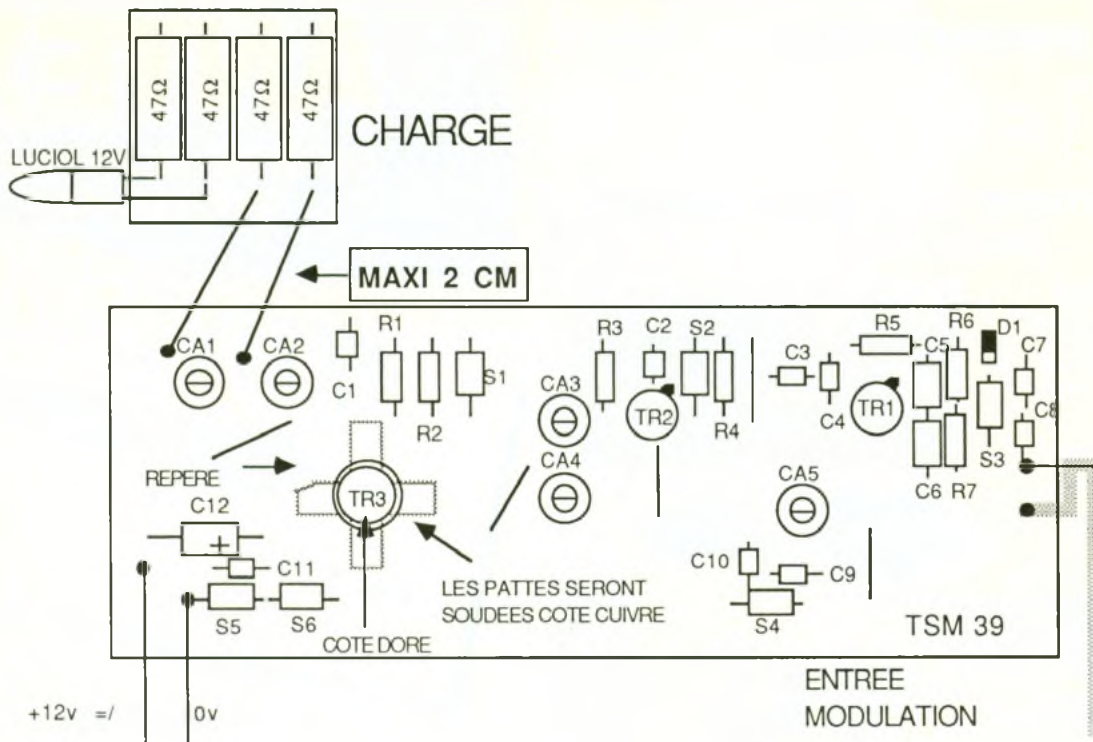 47Ω
47Ω
47Ω
47Ω
CHARGE
LUCIOL 12V
MAXI 2 CM
CA1
CA2
C1
R1
R2
S1
R3
C2
S2
CA3
TR2
R4
C3
C4
R5
TR1
C5
R6
D1
C7
C8
S3
C6
R7
CA4
CA5
REPERE
TR3
C12
+
C11
S5
S6
LES PATTES SERONT
SOUDEES COTE CUIVRE
COTE DORE
C10
C9
S4
TSM 39
ENTREE
MODULATION
+12v =/
0v